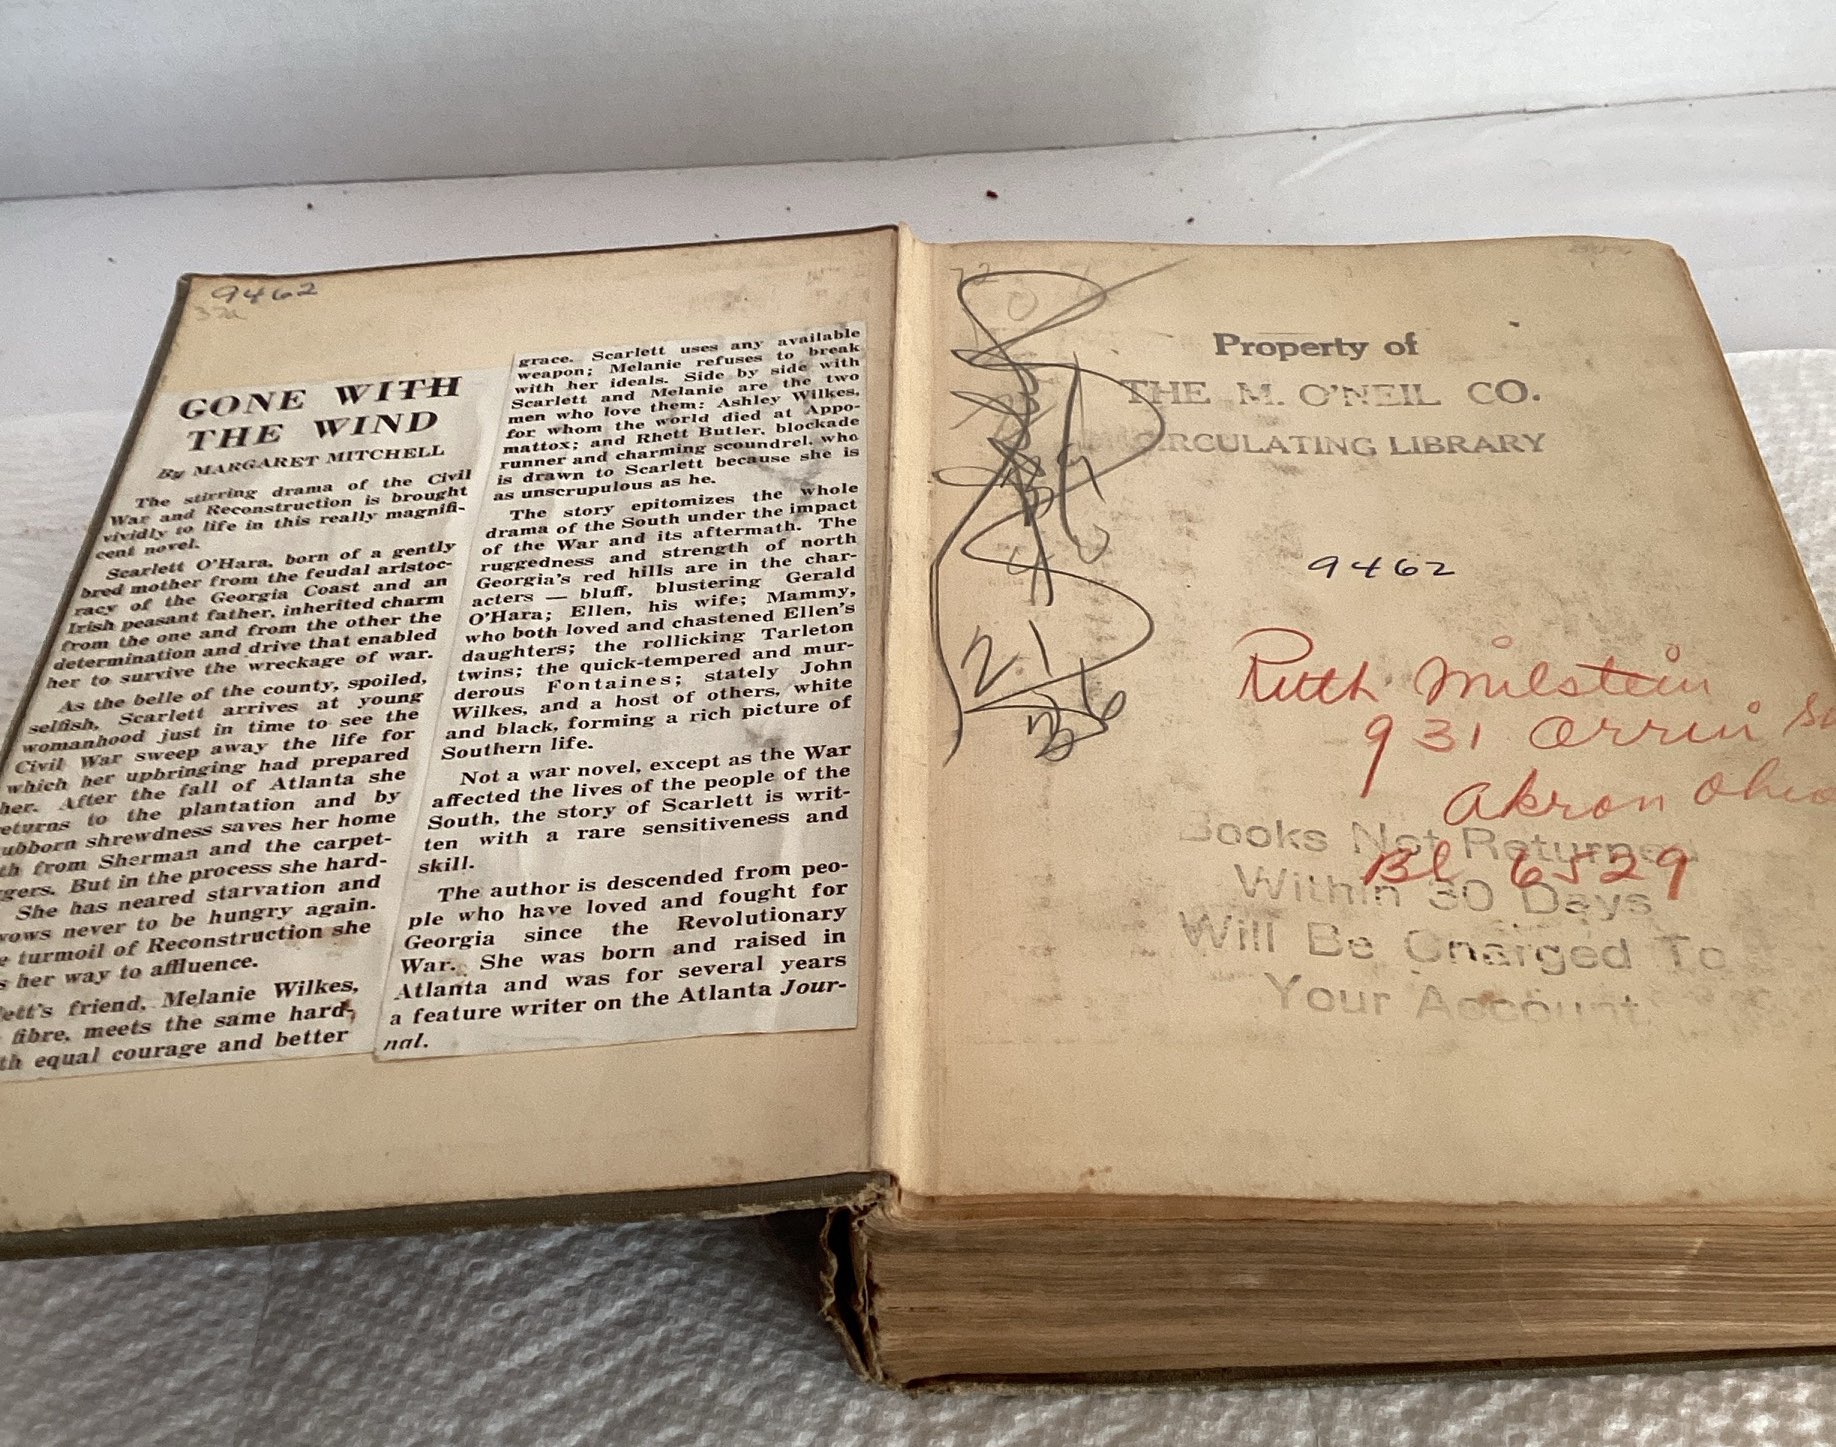 9462
GONE WITH
THE WIND
By MARGARET MITCHELL
The stirring drama of the Civil
War and Reconstruction is brought
vividly to life in this really magnifi-
cent novel.
Scarlett O'Hara, born of a gently
bred mother from the feudal aristoc-
racy of the Georgia Coast and an
Irish peasant father, inherited charm
from the one and from the other the
determination and drive that enabled
her to survive the wreckage of war.
As the belle of the county, spoiled,
selfish, Scarlett arrives at young
womanhood just in time to see the
Civil War sweep away the life for
which her upbringing had prepared
her. After the fall of Atlanta she
eturns to the plantation and by
ubborn shrewdness saves her home
th from Sherman and the carpet-
gers. But in the process she hard-
She has neared starvation and
vows never to be hungry again.
e turmoil of Reconstruction she
s her way to affluence.
lett's friend, Melanie Wilkes,
fibre, meets the same hard-
th equal courage and better
grace. Scarlett uses any available
weapon; Melanie refuses to break
with her ideals. Side by side with
Scarlett and Melanie are the two
men who love them: Ashley Wilkes,
for whom the world died at Appo-
mattox; and Rhett Butler, blockade
runner and charming scoundrel, who
is drawn to Scarlett because she is
as unscrupulous as he.
The story epitomizes the whole
drama of the South under the impact
of the War and its aftermath. The
ruggedness and strength of north
Georgia's red hills are in the char-
acters — bluff, blustering Gerald
O'Hara; Ellen, his wife; Mammy,
who both loved and chastened Ellen's
daughters; the rollicking Tarleton
twins; the quick-tempered and mur-
derous Fontaines; stately John
Wilkes, and a host of others, white
and black, forming a rich picture of
Southern life.
Not a war novel, except as the War
affected the lives of the people of the
South, the story of Scarlett is writ-
ten with a rare sensitiveness and
skill.
The author is descended from peo-
ple who have loved and fought for
Georgia since the Revolutionary
War. She was born and raised in
Atlanta and was for several years
a feature writer on the Atlanta Jour-
nal.
Property of
THE M. O'NEIL CO.
CIRCULATING LIBRARY
9462
Ruth Milstein
931 Orrin
Akron Ohio
Books Not Returned
Bl 6529
Within 30 Days
Will Be Charged To
Your Account
21
36